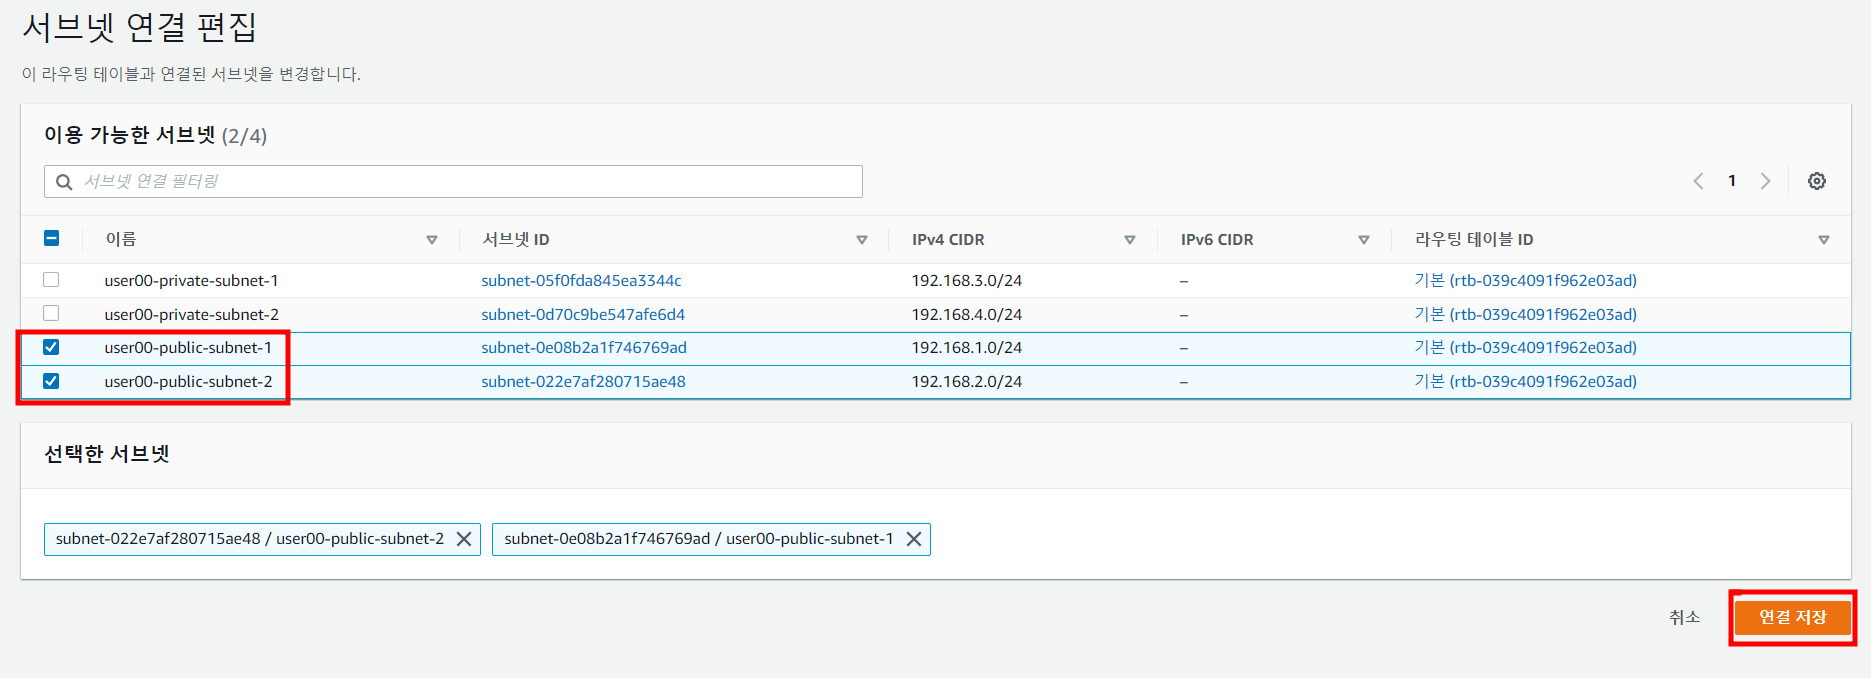 서브넷 연결 편집
이 라우팅 테이블과 연결된 서브넷을 변경합니다.
이용 가능한 서브넷 (2/4)
서브넷 연결 필터링
1
이름 서브넷 ID IPv4 CIDR IPv6 CIDR 라우팅 테이블 ID
user00-private-subnet-1 subnet-05f0fda845ea3344c 192.168.3.0/24 – 기본 (rtb-039c4091f962e03ad)
user00-private-subnet-2 subnet-0d70c9be547afe6d4 192.168.4.0/24 – 기본 (rtb-039c4091f962e03ad)
user00-public-subnet-1 subnet-0e08b2a1f746769ad 192.168.1.0/24 – 기본 (rtb-039c4091f962e03ad)
user00-public-subnet-2 subnet-022e7af280715ae48 192.168.2.0/24 – 기본 (rtb-039c4091f962e03ad)
선택한 서브넷
subnet-022e7af280715ae48 / user00-public-subnet-2 subnet-0e08b2a1f746769ad / user00-public-subnet-1
취소 연결 저장